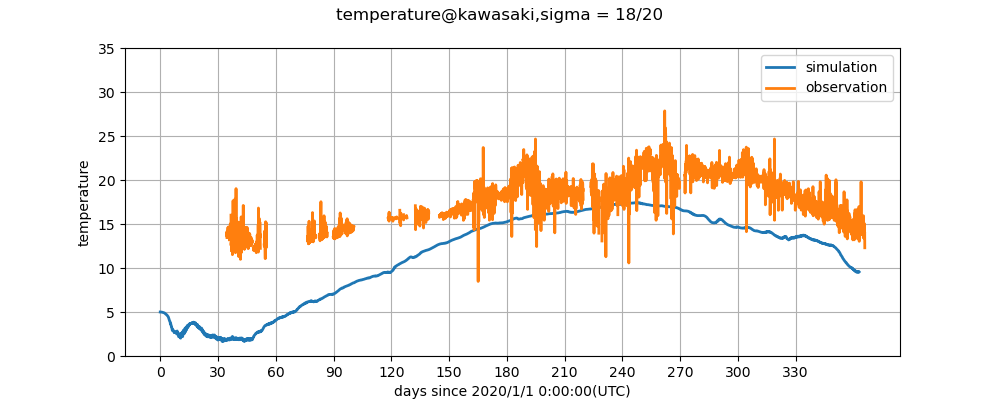 temperature@kawasaki,sigma = 18/20
35
30
25
20
15
10
5
0
temperature
simulation
observation
0 30 60 90 120 150 180 210 240 270 300 330
days since 2020/1/1 0:00:00(UTC)